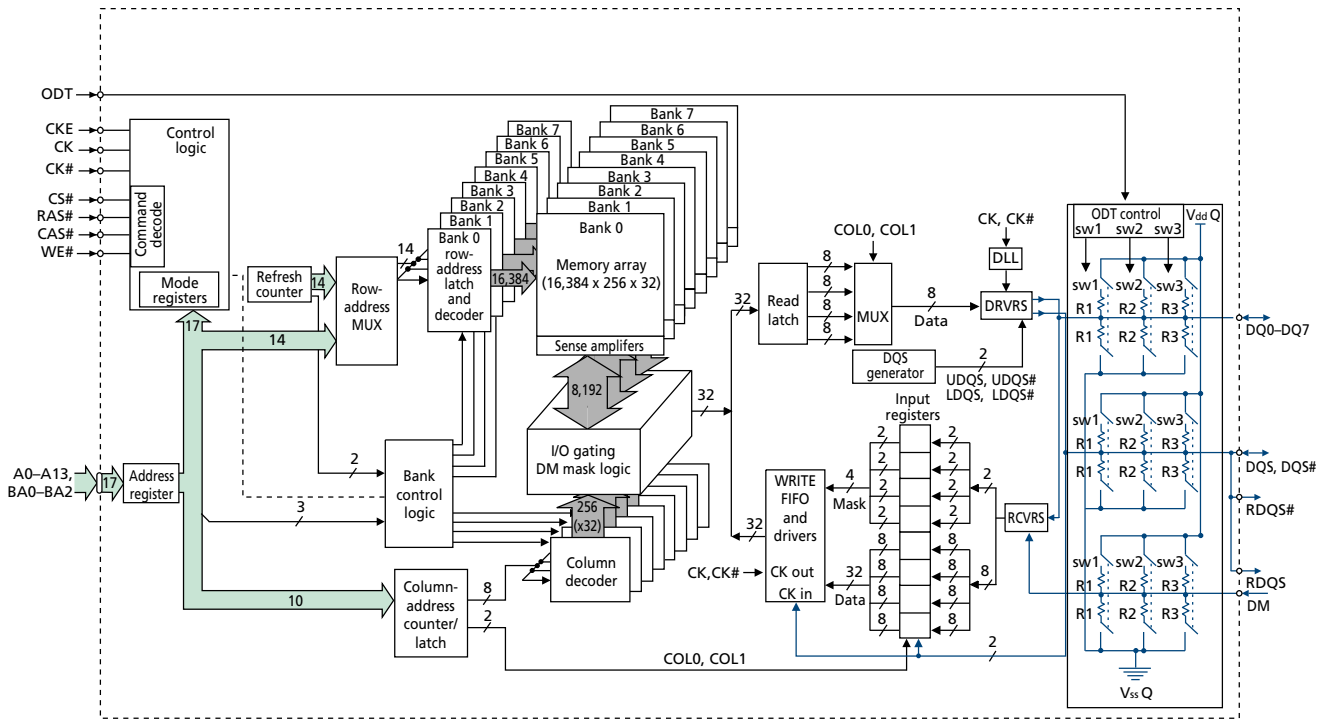 ODT
CKE
CK
CK#
CS#
RAS#
CAS#
WE#
Control
logic
Command
decode
Mode
registers
17
Refresh
counter
14
14
Row-
address
MUX
14
Bank 7
Bank 6
Bank 5
Bank 4
Bank 3
Bank 2
Bank 1
Bank 0
row-
address
latch
and
decoder
16,384
Bank 7
Bank 6
Bank 5
Bank 4
Bank 3
Bank 2
Bank 1
Bank 0
Memory array
(16,384 x 256 x 32)
Sense amplifers
8,192
I/O gating
DM mask logic
32
256
(x32)
Column
decoder
A0–A13,
BA0–BA2
17
Address
register
2
3
Bank
control
logic
10
Column-
address
counter/
latch
8
2
COL0, COL1
32
Read
latch
8
8
8
8
COL0, COL1
MUX
8
Data
CK, CK#
DLL
DRVRS
DQS
generator
2
UDQS, UDQS#
LDQS, LDQS#
Input
registers
2
2
2
2
8
8
8
8
2
2
2
2
8
8
8
8
2
8
RCVRS
WRITE
FIFO
and
drivers
CK out
CK in
4
Mask
32
Data
32
CK,CK#
2
ODT control
sw1 sw2 sw3
Vdd Q
sw1 sw2 sw3
R1 R2 R3
R1 R2 R3
sw1 sw2 sw3
R1 R2 R3
R1 R2 R3
sw1 sw2 sw3
R1 R2 R3
R1 R2 R3
Vss Q
DQ0–DQ7
DQS, DQS#
RDQS#
RDQS
DM